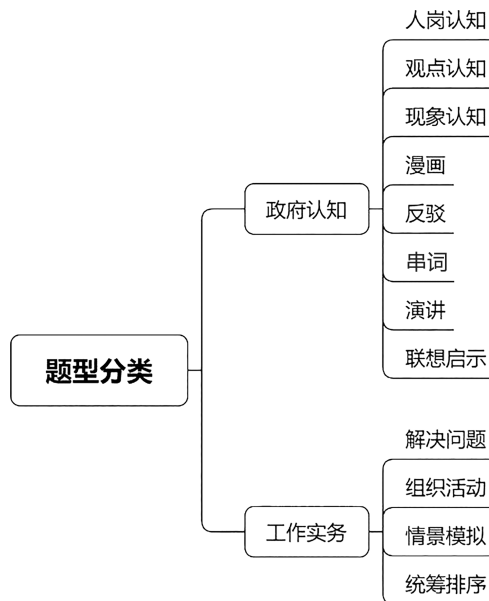 题型分类
政府认知
人岗认知
观点认知
现象认知
漫画
反驳
串词
演讲
联想启示
工作实务
解决问题
组织活动
情景模拟
统筹排序